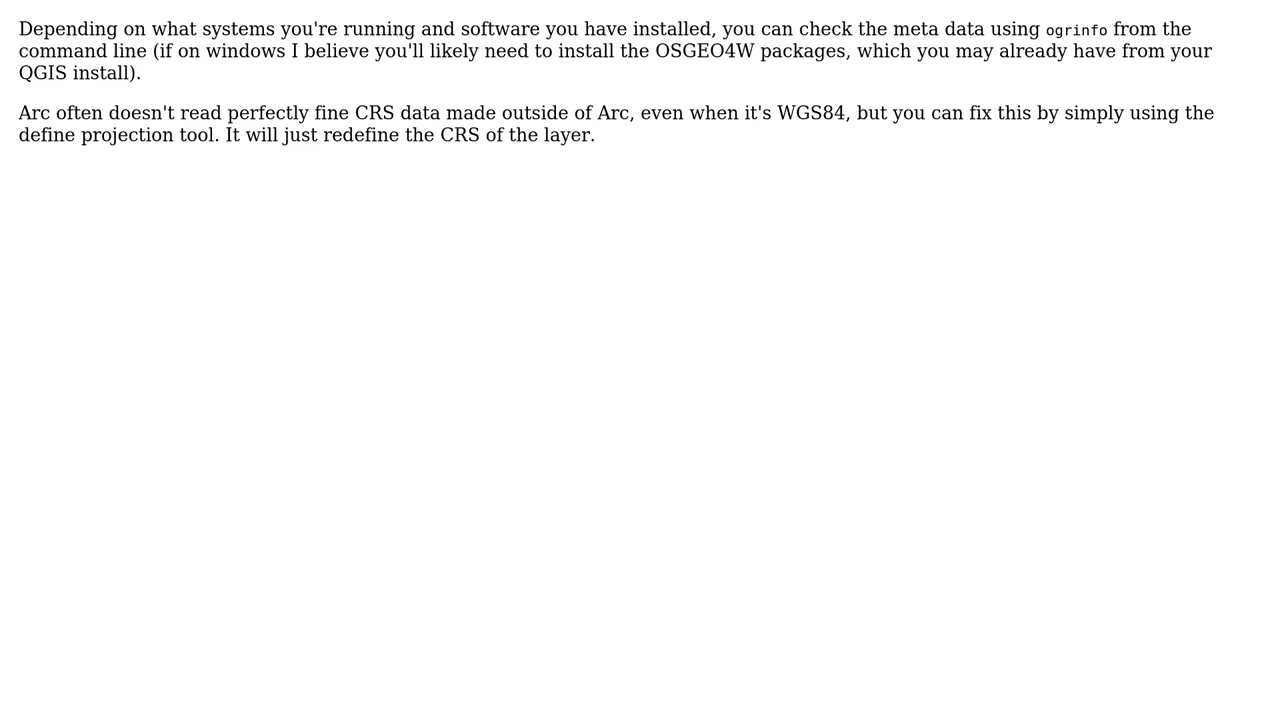 Depending on what systems you're running and software you have installed, you can check the meta data using ogrinfo from the
command line (if on windows I believe you'll likely need to install the OSGEO4W packages, which you may already have from your
QGIS install).
Arc often doesn't read perfectly fine CRS data made outside of Arc, even when it's WGS84, but you can fix this by simply using the
define projection tool. It will just redefine the CRS of the layer.